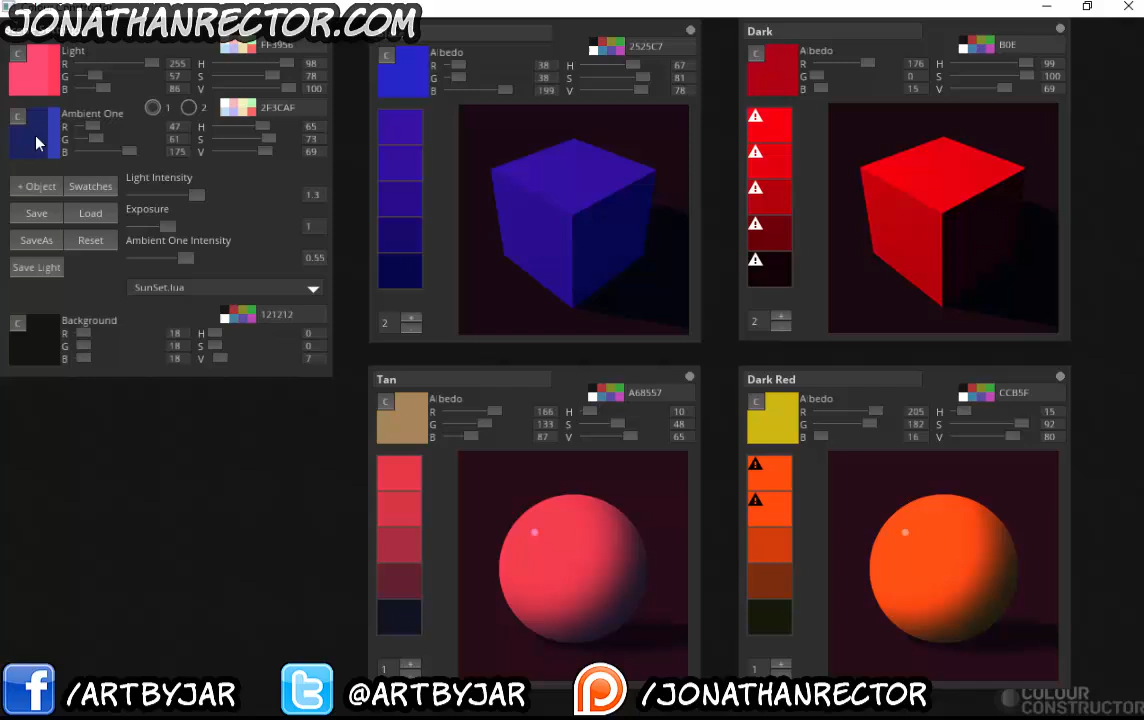 JONATHANRECTOR.COM
C
Light
FF3956
R 255 H 98
G 57 S 78
B 86 V 100
C
Ambient One
1 2
2F3CAF
R 47 H 65
G 61 S 73
B 175 V 69
+ Object Swatches
Save Load
SaveAs Reset
Save Light
Light Intensity
1.3
Exposure
1
Ambient One Intensity
0.55
SunSet.lua
C
Background
121212
R 18 H 0
G 18 S 0
B 18 V 7
C
Albedo
2525C7
R 38 H 67
G 38 S 81
B 199 V 78
2 + -
Dark
C
Albedo
B0E
R 176 H 99
G 0 S 100
B 15 V 69
2 + -
Tan
C
Albedo
A68557
R 166 H 10
G 133 S 48
B 87 V 65
1 +
Dark Red
C
Albedo
CCB5F
R 205 H 15
G 182 S 92
B 16 V 80
1 +
/ARTBYJAR
@ARTBYJAR
/JONATHANRECTOR
COLOUR
CONSTRUCTOR